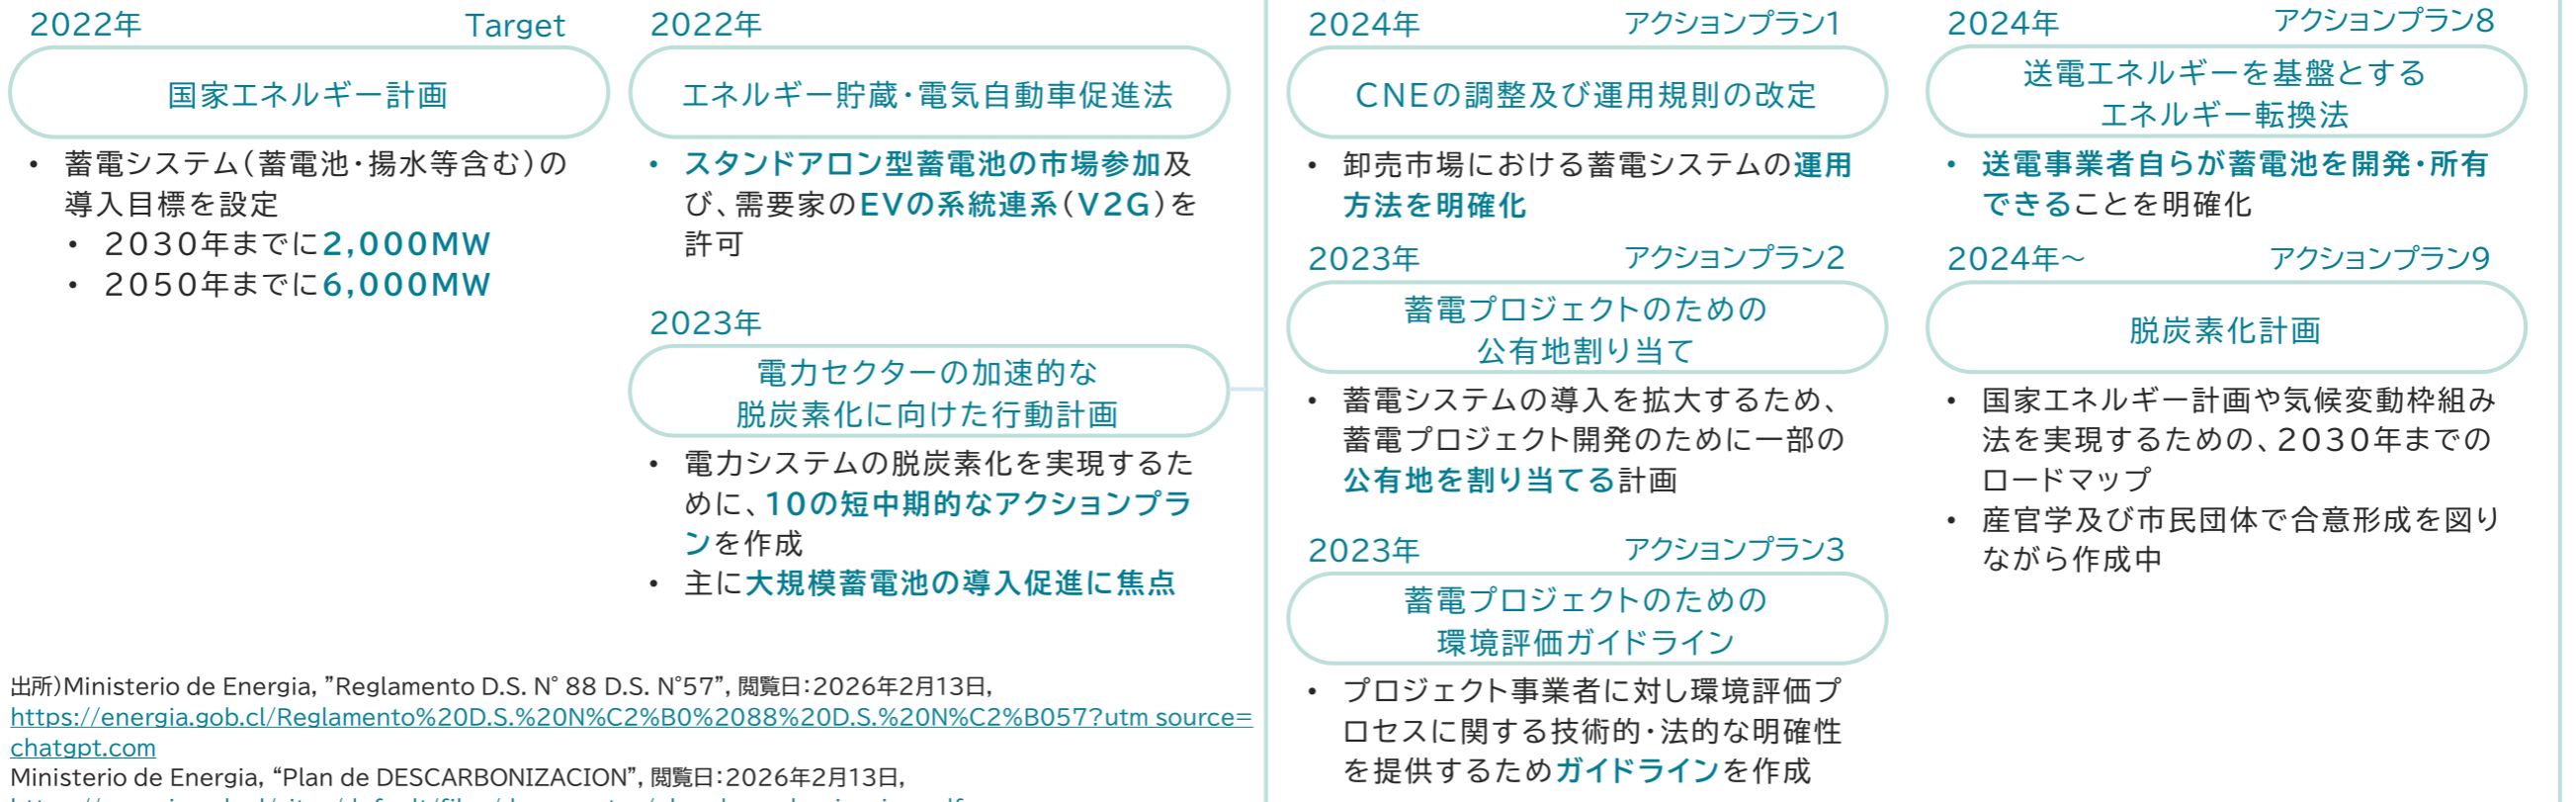 2022年 Target
国家エネルギー計画
• 蓄電システム(蓄電池・揚水等含む)の
導入目標を設定
• 2030年までに2,000MW
• 2050年までに6,000MW
2022年
エネルギー貯蔵・電気自動車促進法
• スタンドアロン型蓄電池の市場参加及
び、需要家のEVの系統連系(V2G)を
許可
2023年
電力セクターの加速的な
脱炭素化に向けた行動計画
• 電力システムの脱炭素化を実現するた
めに、10の短中期的なアクションプラ
ンを作成
• 主に大規模蓄電池の導入促進に焦点
出所)Ministerio de Energia, ”Reglamento D.S. N° 88 D.S. N°57”, 閲覧日:2026年2月13日,
https://energia.gob.cl/Reglamento%20D.S.%20N%C2%B0%2088%20D.S.%20N%C2%B057?utm source=
chatgpt.com
Ministerio de Energia, “Plan de DESCARBONIZACION”, 閲覧日:2026年2月13日,
2024年 アクションプラン1
CNEの調整及び運用規則の改定
• 卸売市場における蓄電システムの運用
方法を明確化
2023年 アクションプラン2
蓄電プロジェクトのための
公有地割り当て
• 蓄電システムの導入を拡大するため、
蓄電プロジェクト開発のために一部の
公有地を割り当てる計画
2023年 アクションプラン3
蓄電プロジェクトのための
環境評価ガイドライン
• プロジェクト事業者に対し環境評価プ
ロセスに関する技術的・法的な明確性
を提供するためガイドラインを作成
2024年 アクションプラン8
送電エネルギーを基盤とする
エネルギー転換法
• 送電事業者自らが蓄電池を開発・所有
できることを明確化
2024年~ アクションプラン9
脱炭素化計画
• 国家エネルギー計画や気候変動枠組み
法を実現するための、2030年までの
ロードマップ
• 産官学及び市民団体で合意形成を図り
ながら作成中